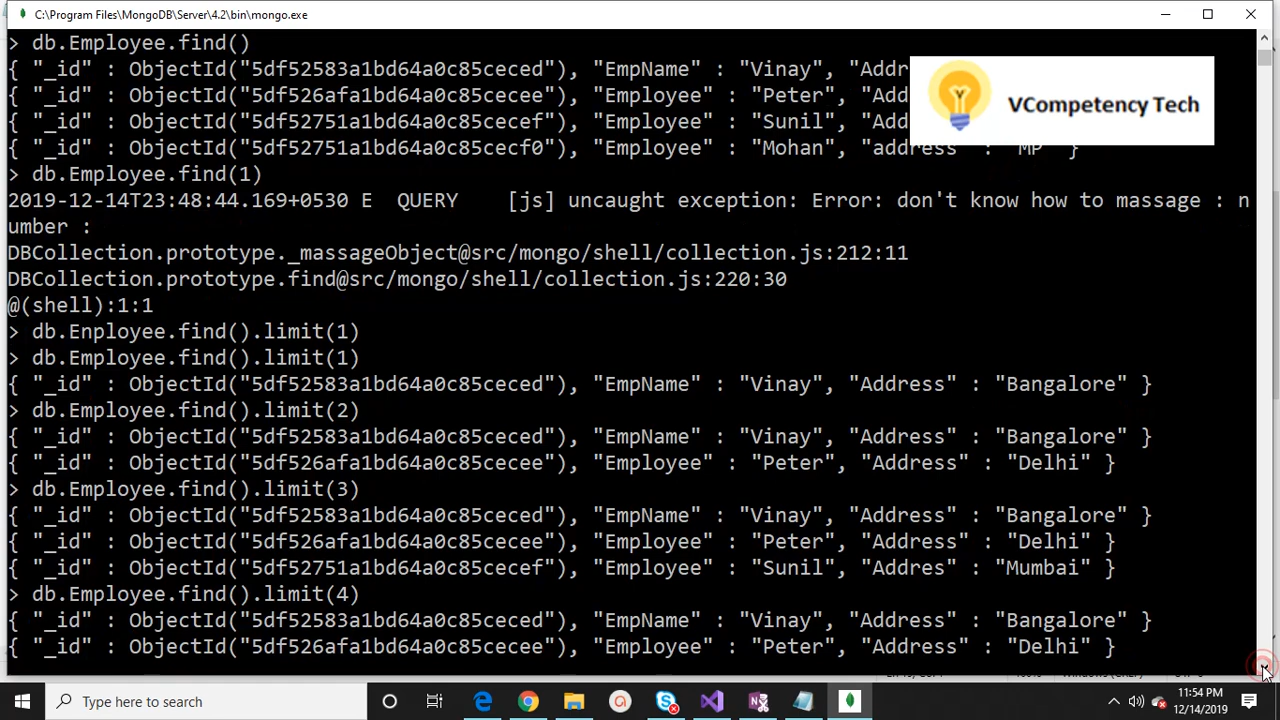 C:\Program Files\MongoDB\Server\4.2\bin\mongo.exe
> db.Employee.find()
{ "_id" : ObjectId("5df52583a1bd64a0c85ceced"), "EmpName" : "Vinay", "Addr
{ "_id" : ObjectId("5df526afa1bd64a0c85cecee"), "Employee" : "Peter", "Add
{ "_id" : ObjectId("5df52751a1bd64a0c85cecef"), "Employee" : "Sunil", "Add
{ "_id" : ObjectId("5df52751a1bd64a0c85cecf0"), "Employee" : "Mohan", "address" : "MP" }
VCompetency Tech
> db.Employee.find(1)
2019-12-14T23:48:44.169+0530 E  QUERY    [js] uncaught exception: Error: don't know how to massage : n
umber :
DBCollection.prototype._massageObject@src/mongo/shell/collection.js:212:11
DBCollection.prototype.find@src/mongo/shell/collection.js:220:30
@(shell):1:1
> db.Enployee.find().limit(1)
> db.Employee.find().limit(1)
{ "_id" : ObjectId("5df52583a1bd64a0c85ceced"), "EmpName" : "Vinay", "Address" : "Bangalore" }
> db.Employee.find().limit(2)
{ "_id" : ObjectId("5df52583a1bd64a0c85ceced"), "EmpName" : "Vinay", "Address" : "Bangalore" }
{ "_id" : ObjectId("5df526afa1bd64a0c85cecee"), "Employee" : "Peter", "Address" : "Delhi" }
> db.Employee.find().limit(3)
{ "_id" : ObjectId("5df52583a1bd64a0c85ceced"), "EmpName" : "Vinay", "Address" : "Bangalore" }
{ "_id" : ObjectId("5df526afa1bd64a0c85cecee"), "Employee" : "Peter", "Address" : "Delhi" }
{ "_id" : ObjectId("5df52751a1bd64a0c85cecef"), "Employee" : "Sunil", "Addres" : "Mumbai" }
> db.Employee.find().limit(4)
{ "_id" : ObjectId("5df52583a1bd64a0c85ceced"), "EmpName" : "Vinay", "Address" : "Bangalore" }
{ "_id" : ObjectId("5df526afa1bd64a0c85cecee"), "Employee" : "Peter", "Address" : "Delhi" }
Type here to search
11:54 PM
12/14/2019